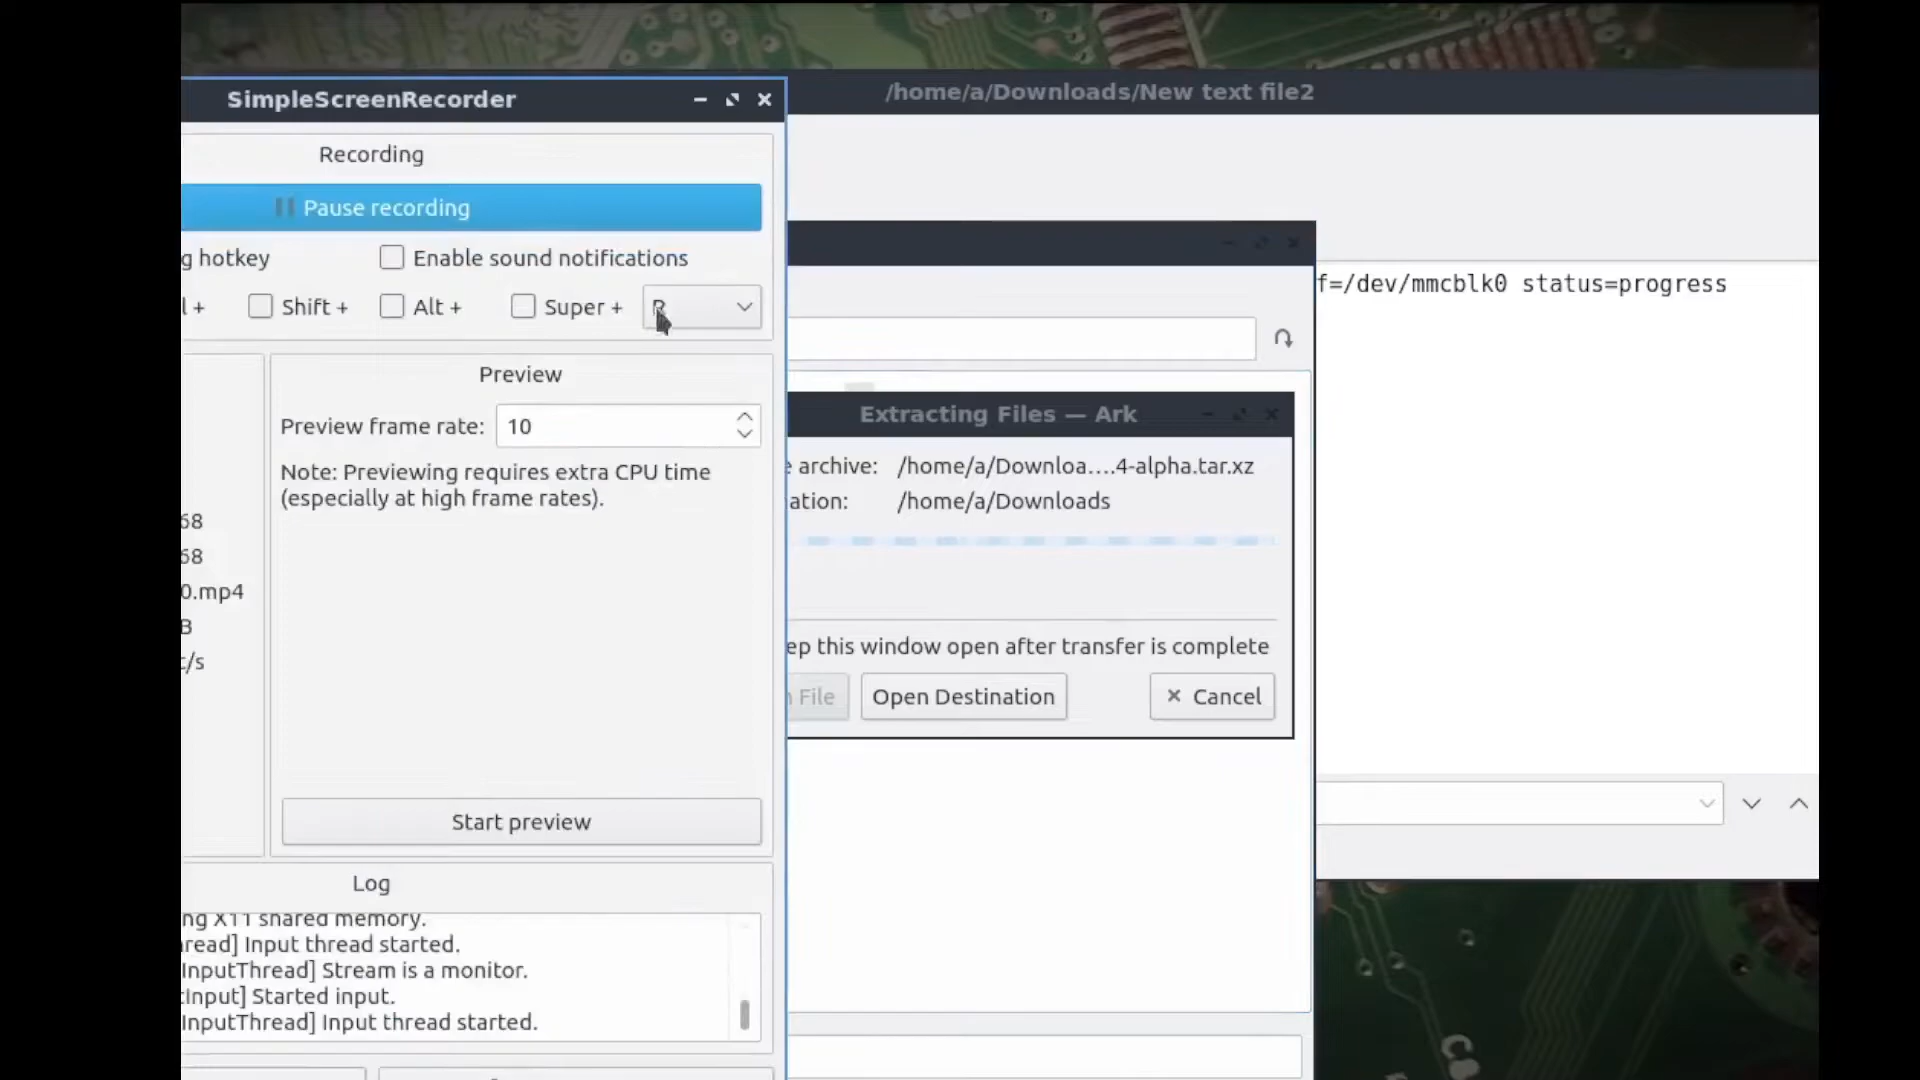 SimpleScreenRecorder
/home/a/Downloads/New text file2
Recording
Pause recording
g hotkey
Enable sound notifications
l +
Shift +
Alt +
Super +
R
f=/dev/mmcblk0 status=progress
Preview
Preview frame rate:
10
Note: Previewing requires extra CPU time
(especially at high frame rates).
Extracting Files — Ark
e archive:
/home/a/Downloa....4-alpha.tar.xz
ation:
/home/a/Downloads
68
68
0.mp4
B
t/s
ep this window open after transfer is complete
File
Open Destination
Cancel
Start preview
Log
ng X11 shared memory.
read] Input thread started.
InputThread] Stream is a monitor.
tInput] Started input.
InputThread] Input thread started.
C8